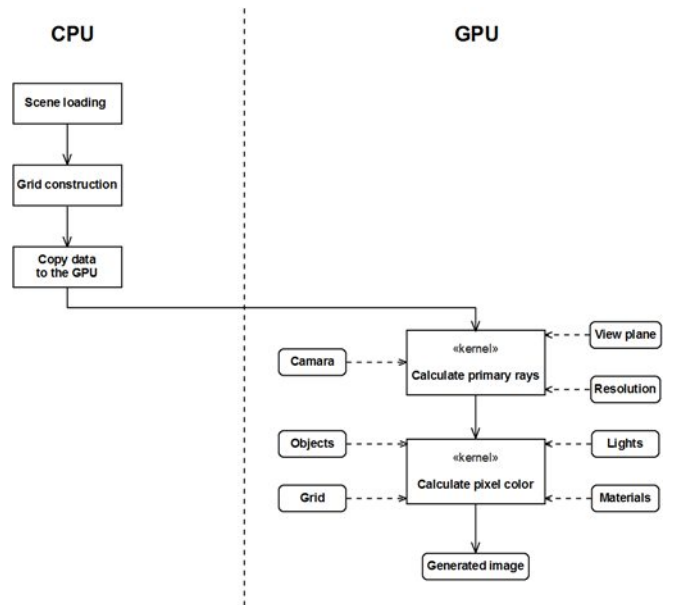 CPU
GPU
Scene loading
Grid construction
Copy data
to the GPU
«kernel»
Calculate primary rays
View plane
Camara
Resolution
Objects
«kernel»
Calculate pixel color
Lights
Grid
Materials
Generated image